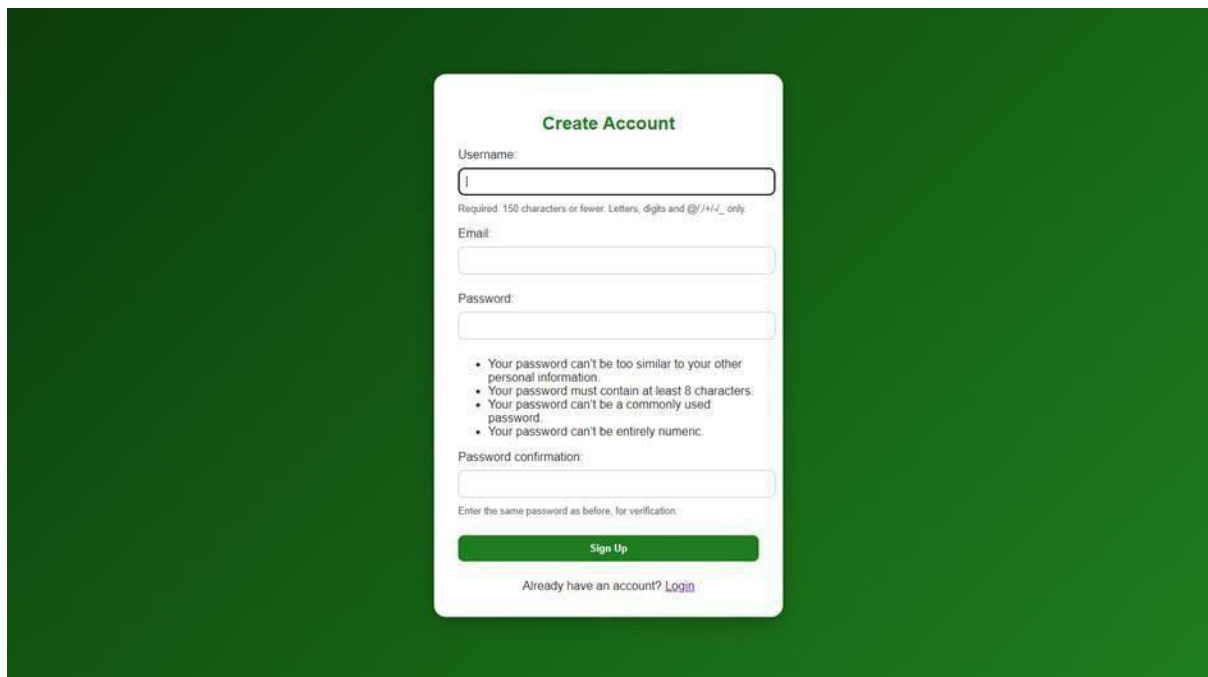 Create Account
Username:
Required. 150 characters or fewer. Letters, digits and @/./+/-/_ only.
Email:
Password:
• Your password can't be too similar to your other
personal information.
• Your password must contain at least 8 characters.
• Your password can't be a commonly used
password.
• Your password can't be entirely numeric.
Password confirmation:
Enter the same password as before, for verification.
Sign Up
Already have an account? Login